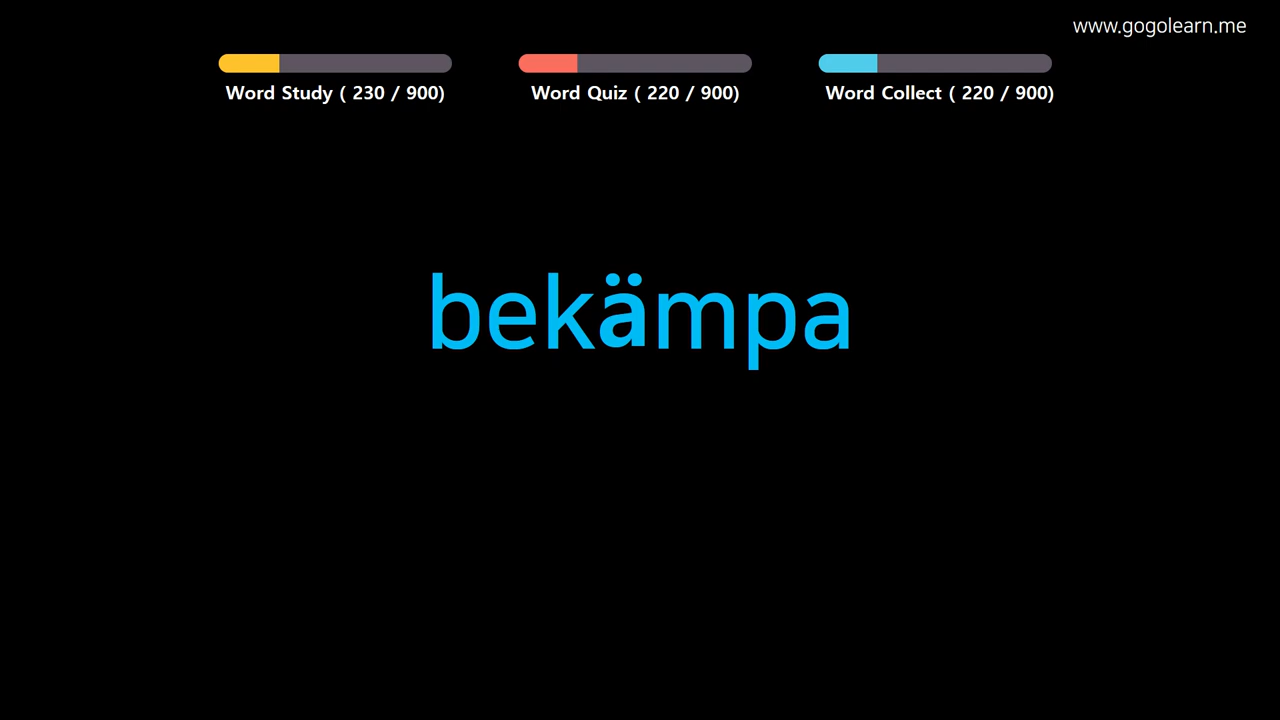 www.gogolearn.me
Word Study ( 230 / 900)
Word Quiz ( 220 / 900)
Word Collect ( 220 / 900)
bekämpa